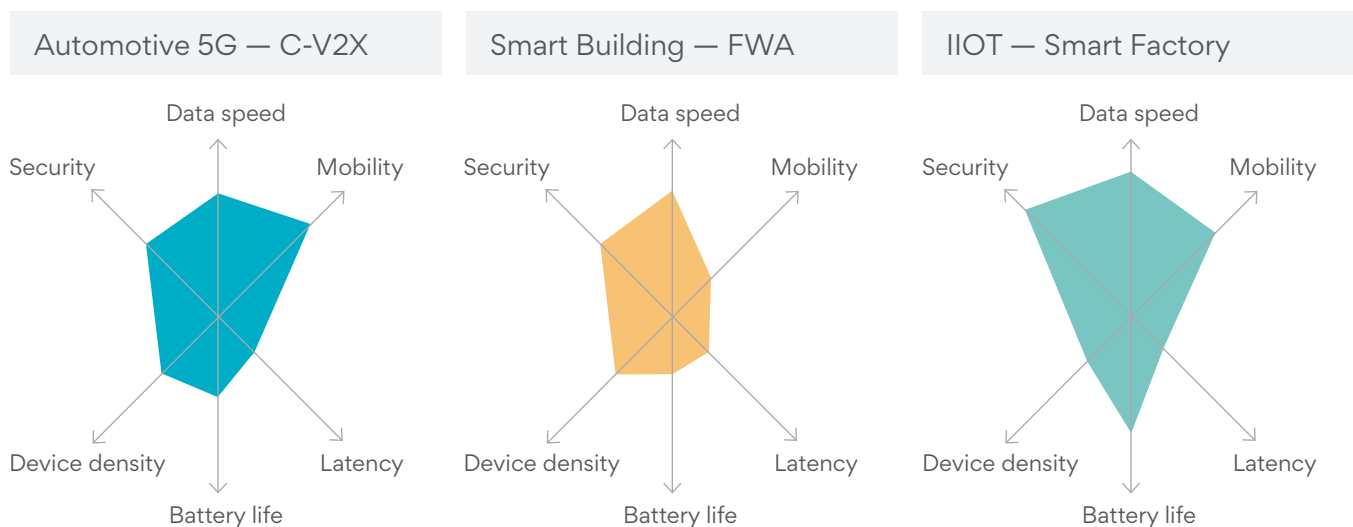 Automotive 5G — C-V2X
Data speed
Security
Mobility
Device density
Latency
Battery life
Smart Building — FWA
Data speed
Security
Mobility
Device density
Latency
Battery life
IIOT — Smart Factory
Data speed
Security
Mobility
Device density
Latency
Battery life